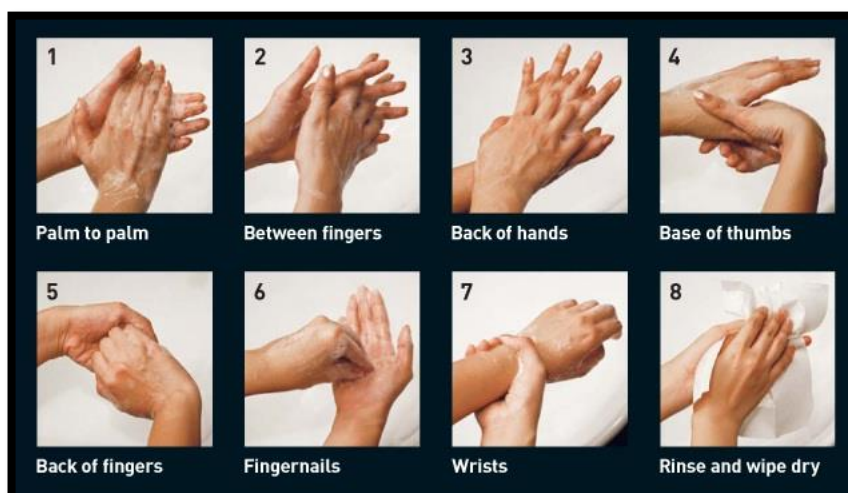 1
2
3
4
Palm to palm
Between fingers
Back of hands
Base of thumbs
5
6
7
8
Back of fingers
Fingernails
Wrists
Rinse and wipe dry